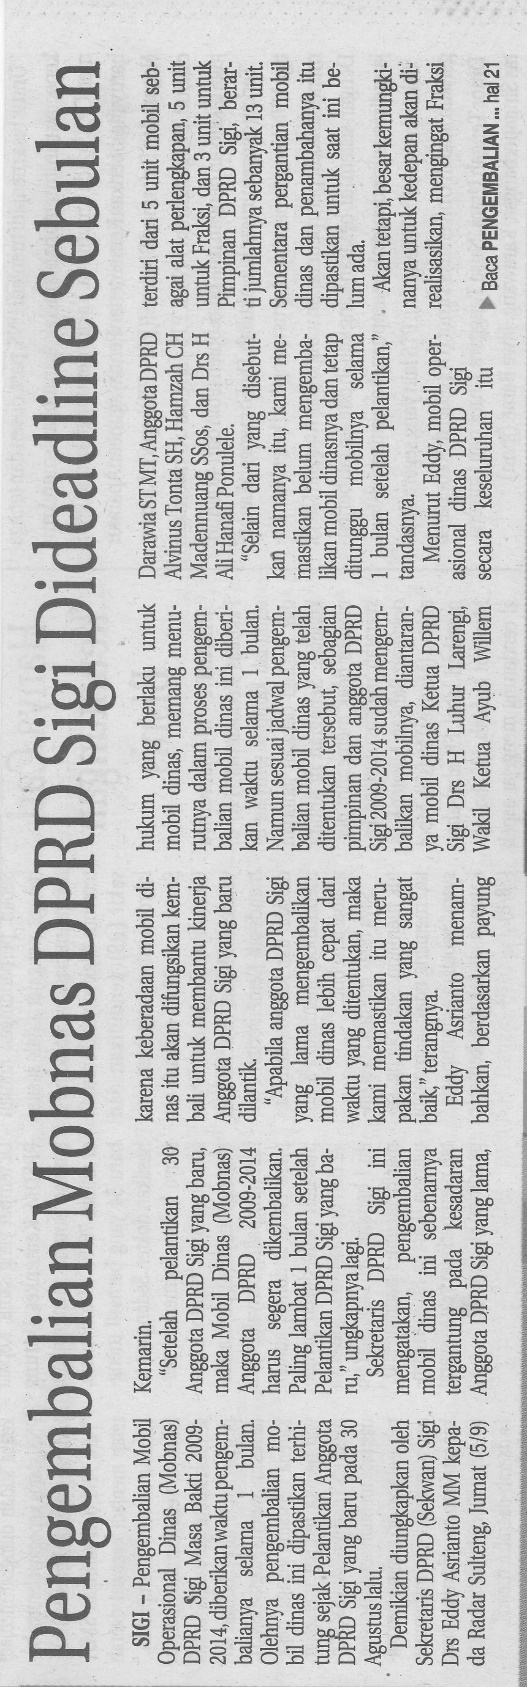 Pengembalian Mobnas DPRD Sigi Dideadline Sebulan
SIGI – Pengembalian Mobil
Operasional Dinas (Mobnas)
DPRD Sigi Masa Bakti 2009-
2014, diberikan waktu pengem-
balianya selama 1 bulan.
Olehnya pengembalian mo-
bil dinas ini dipastikan terhi-
tung sejak Pelantikan Anggota
DPRD Sigi yang baru pada 30
Agustus lalu.
Demikian diungkapkan oleh
Sekretaris DPRD (Sekwan) Sigi
Drs Eddy Asrianto MM kepa-
da Radar Sulteng, Jumat (5/9)
Kemarin.
“Setelah pelantikan 30
Anggota DPRD Sigi yang baru,
maka Mobil Dinas (Mobnas)
Anggota DPRD 2009-2014
harus segera dikembalikan.
Paling lambat 1 bulan setelah
Pelantikan DPRD Sigi yang ba-
ru,” ungkapnya lagi.
Sekretaris DPRD Sigi ini
mengatakan, pengembalian
mobil dinas ini sebenarnya
tergantung pada kesadaran
Anggota DPRD Sigi yang lama,
karena keberadaan mobil di-
nas itu akan difungsikan kem-
bali untuk membantu kinerja
Anggota DPRD Sigi yang baru
dilantik.
“Apabila anggota DPRD Sigi
yang lama mengembalikan
mobil dinas lebih cepat dari
waktu yang ditentukan, maka
kami memastikan itu meru-
pakan tindakan yang sangat
baik,” terangnya.
Eddy Asrianto menam-
bahkan, berdasarkan payung
hukum yang berlaku untuk
mobil dinas, memang menu-
rutnya dalam proses pengem-
balian mobil dinas ini diberi-
kan waktu selama 1 bulan.
Namun sesuai jadwal pengem-
balian mobil dinas yang telah
ditentukan tersebut, sebagian
pimpinan dan anggota DPRD
Sigi 2009-2014 sudah mengem-
balikan mobilnya, diantaran-
ya mobil dinas Ketua DPRD
Sigi Drs H Luhur Larengi,
Wakil Ketua Ayub Willem
Darawia ST MT, Anggota DPRD
Alvinus Tonta SH, Hamzah CH
Madennuang SSos, dan Drs H
Ali Hanafi Ponulele.
“Selain dari yang disebut-
kan namanya itu, kami me-
mastikan belum mengemba-
likan mobil dinasnya dan tetap
ditunggu mobilnya selama
1 bulan setelah pelantikan,”
tandasnya.
Menurut Eddy, mobil oper-
asional dinas DPRD Sigi
secara keseluruhan itu
terdiri dari 5 unit mobil seb-
agai alat perlengkapan, 5 unit
untuk Fraksi, dan 3 unit untuk
Pimpinan DPRD Sigi, berar-
ti jumlahnya sebanyak 13 unit.
Sementara pergantian mobil
dinas dan penambahanya itu
dipastikan untuk saat ini be-
lum ada.
Akan tetapi, besar kemungki-
nanya untuk kedepan akan di-
realisasikan, mengingat Fraksi
▶ Baca PENGEMBALIAN ... hal 21